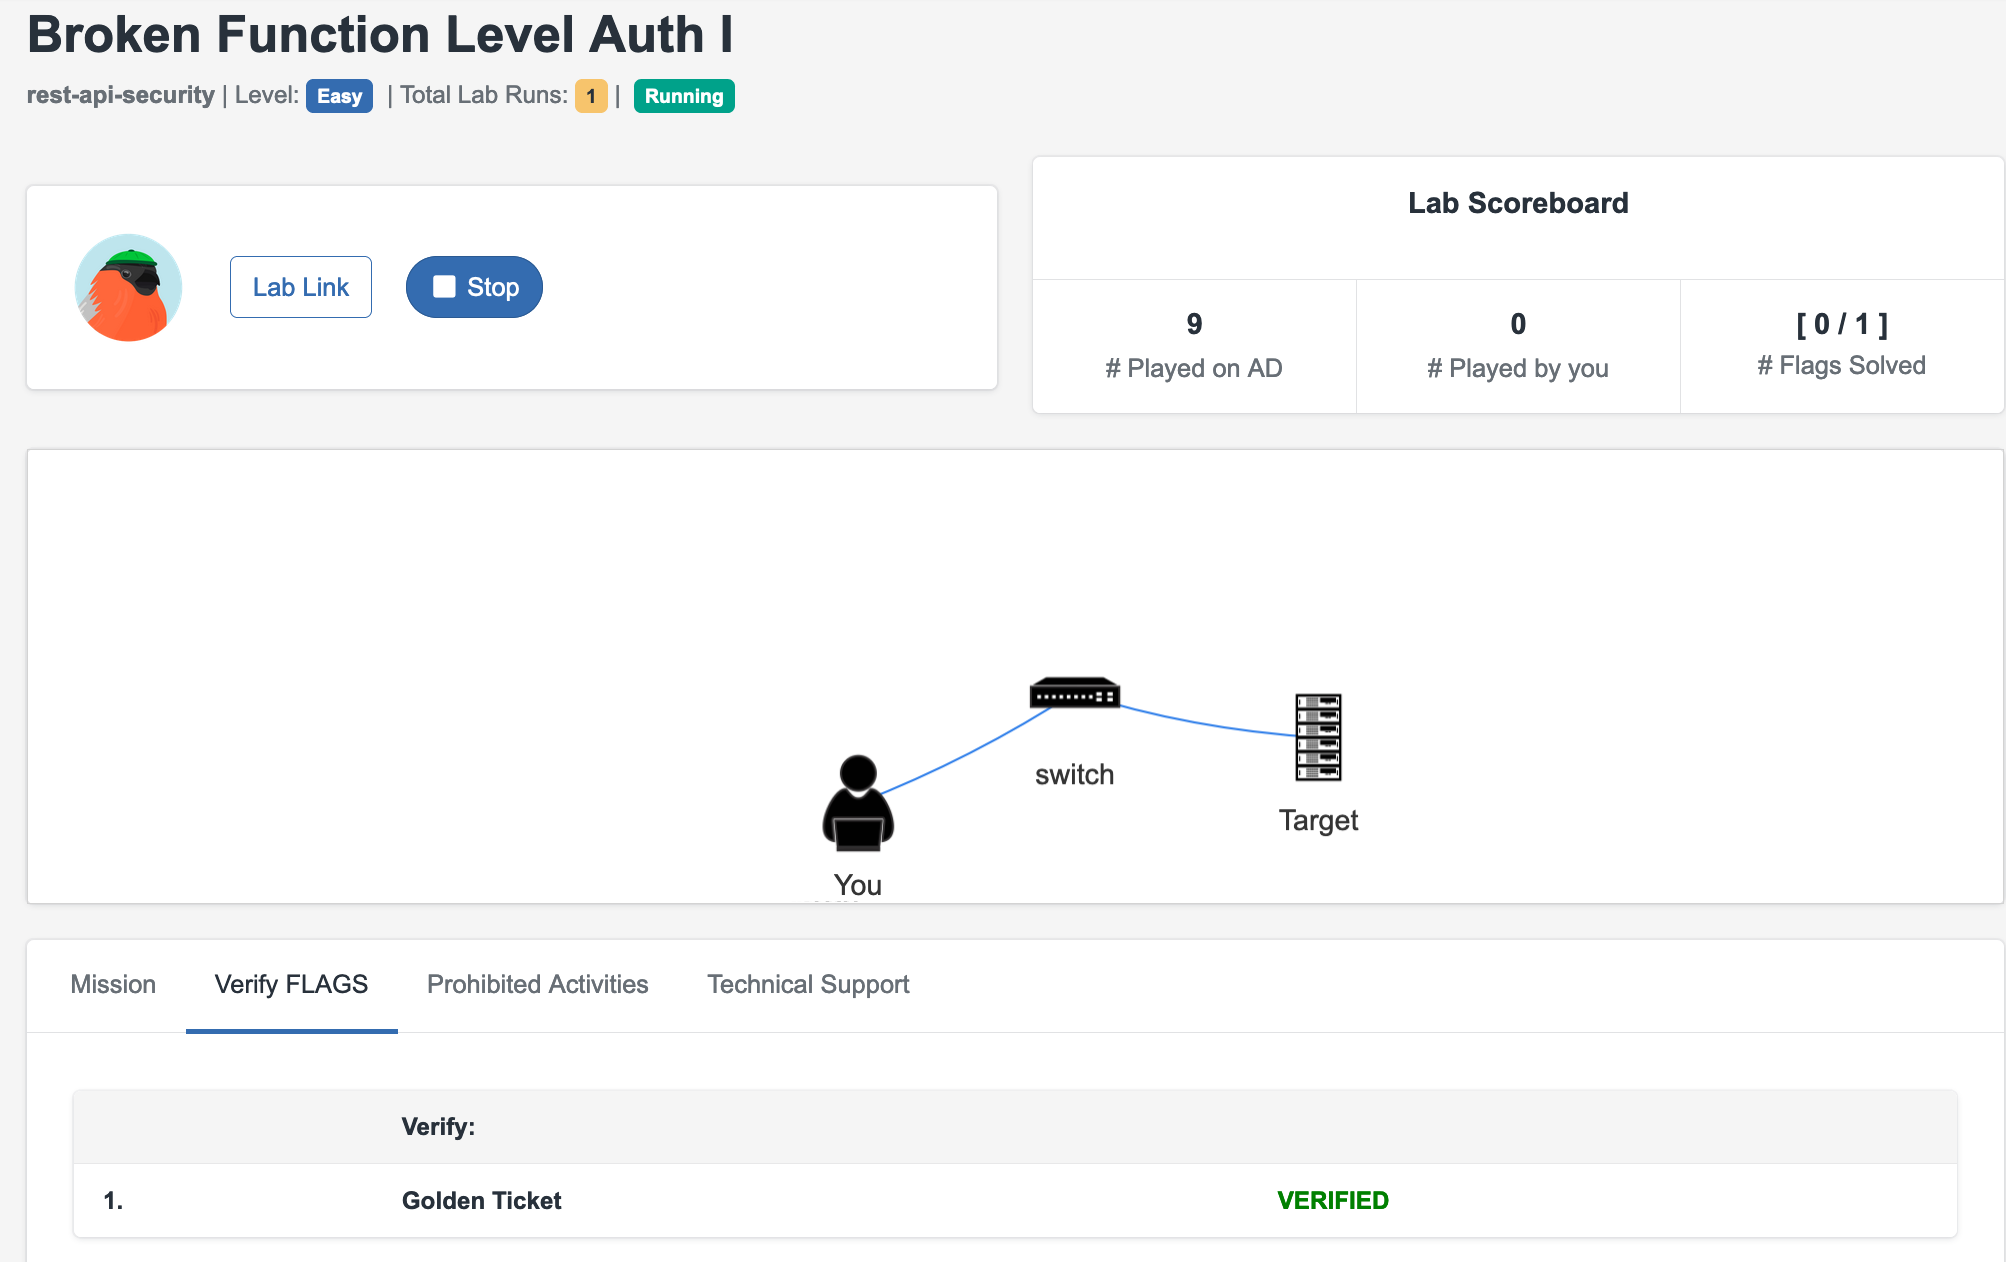 Broken Function Level Auth I
rest-api-security | Level: Easy | Total Lab Runs: 1 | Running
Lab Link
Stop
Lab Scoreboard
9
# Played on AD
0
# Played by you
[ 0 / 1 ]
# Flags Solved
switch
Target
You
Mission
Verify FLAGS
Prohibited Activities
Technical Support
Verify:
1. Golden Ticket VERIFIED